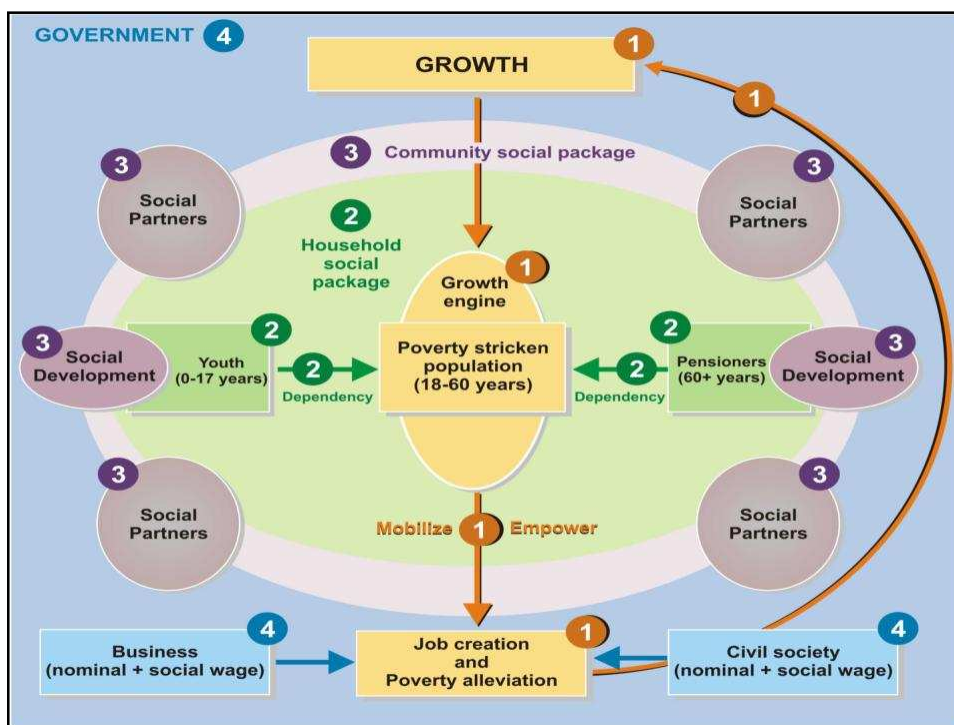 GOVERNMENT 4
1
GROWTH
1
3 Community social package
3
Social
Partners
3
Social
Partners
2
Household
social
package
1
Growth
engine
3
Social
Development
2
Youth
(0-17 years)
2
Dependency
Poverty stricken
population
(18-60 years)
2
Dependency
2
Pensioners
(60+ years)
3
Social
Development
3
Social
Partners
3
Social
Partners
Mobilize 1 Empower
4
Business
(nominal + social wage)
1
Job creation
and
Poverty alleviation
4
Civil society
(nominal + social wage)